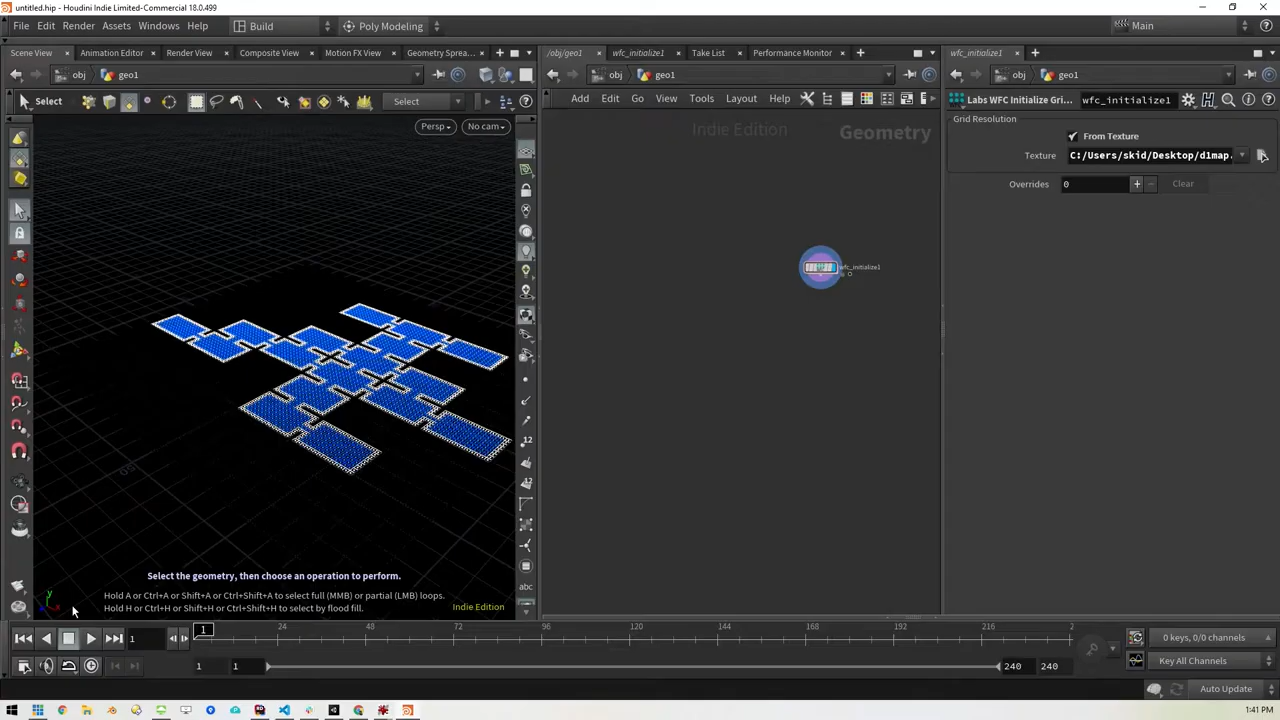 untitled.hip - Houdini Indie Limited-Commercial 18.0.499
File Edit Render Assets Windows Help Build Poly Modeling Main
Scene View Animation Editor Render View Composite View Motion FX View Geometry Sprea...
/obj/geo1 wfc_initialize1 Take List Performance Monitor
wfc_initialize1
obj geo1
obj geo1
obj geo1
Select Select
Add Edit Go View Tools Layout Help
Labs WFC Initialize Gri... wfc_initialize1
Persp No cam
Indie Edition Geometry
Grid Resolution
From Texture
Texture C:/Users/skid/Desktop/d1map.
Overrides 0 Clear
wfc_initialize1
12
12
abc
Select the geometry, then choose an operation to perform.
Hold A or Ctrl+A or Shift+A or Ctrl+Shift+A to select full (MMB) or partial (LMB) loops.
Hold H or Ctrl+H or Shift+H or Ctrl+Shift+H to select by flood fill.
Indie Edition
y
x
1 1 24 48 72 96 120 144 168 192 216 2
0 keys, 0/0 channels
1 1 240 240
Key All Channels
Auto Update
1:41 PM